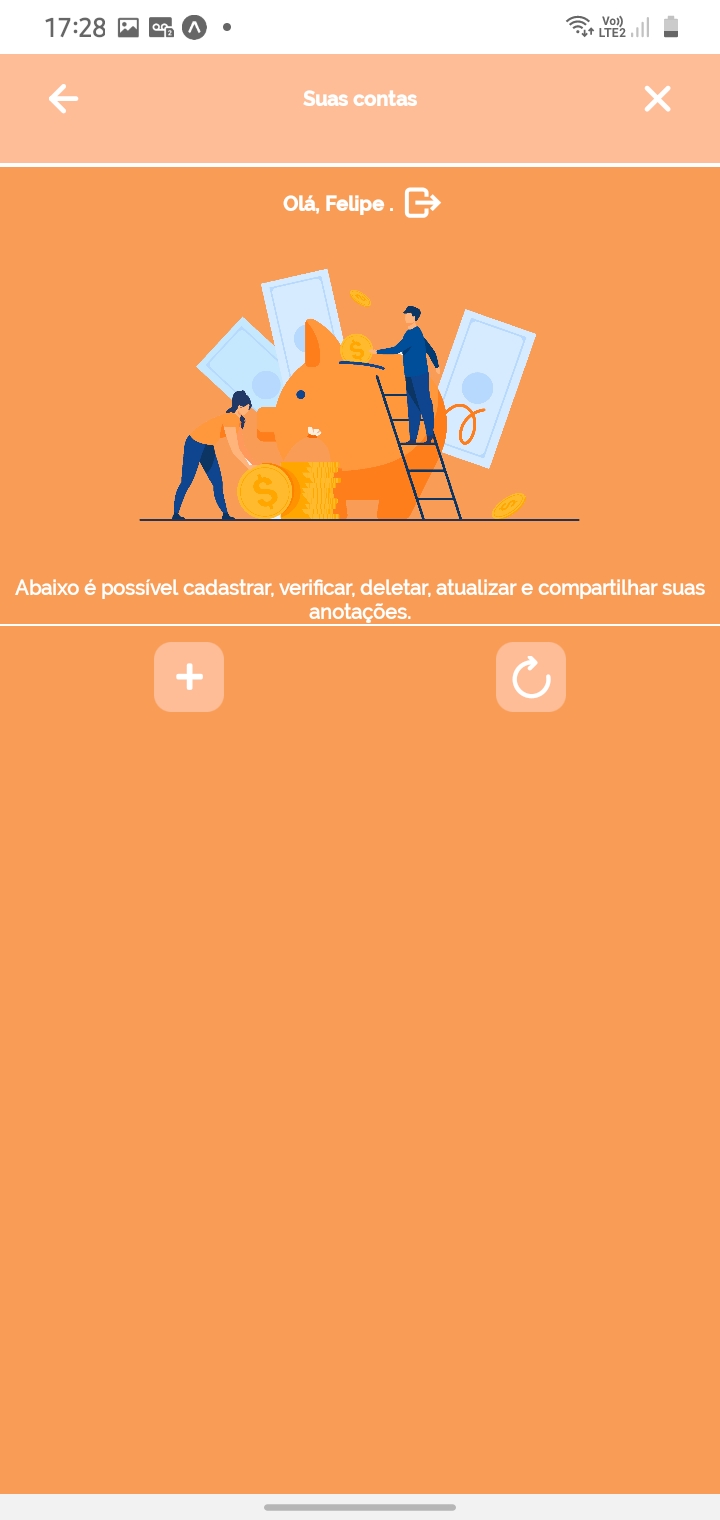 17:28
Vo))
LTE2
Suas contas
Olá, Felipe .
Abaixo é possível cadastrar, verificar, deletar, atualizar e compartilhar suas
anotações.